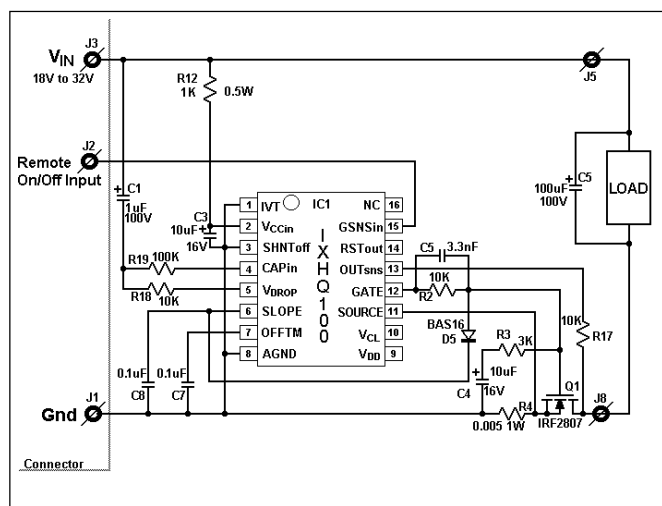 J3
VIN
18V to 32V
R12
1K
0.5W
J5
J2
Remote
On/Off Input
C1
1uF
100V
C3
10uF
16V
R19
100K
R18
10K
IC1
IXHQ100
1 IVT
2 VCCin
3 SHNToff
4 CAPin
5 VDROP
6 SLOPE
7 OFFTM
8 AGND
NC 16
GSNSin 15
RSTout 14
OUTsns 13
GATE 12
SOURCE 11
VCL 10
VDD 9
C5
3.3nF
10K
R2
BAS16
D5
R3
3K
10uF
16V
C4
10K
R17
100uF
100V
C5
LOAD
0.1uF
C8
0.1uF
C7
J1
Gnd
R4
0.005 1W
Q1
IRF2807
J8
Connector